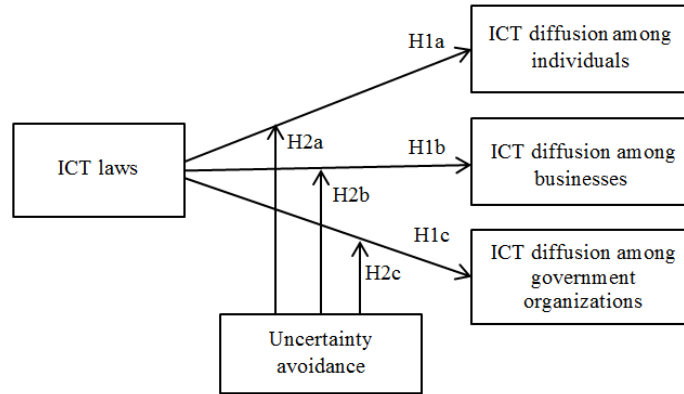 H1a
ICT diffusion among
individuals
H2a
ICT laws
H1b
ICT diffusion among
businesses
H2b
H1c
ICT diffusion among
government
organizations
H2c
Uncertainty
avoidance